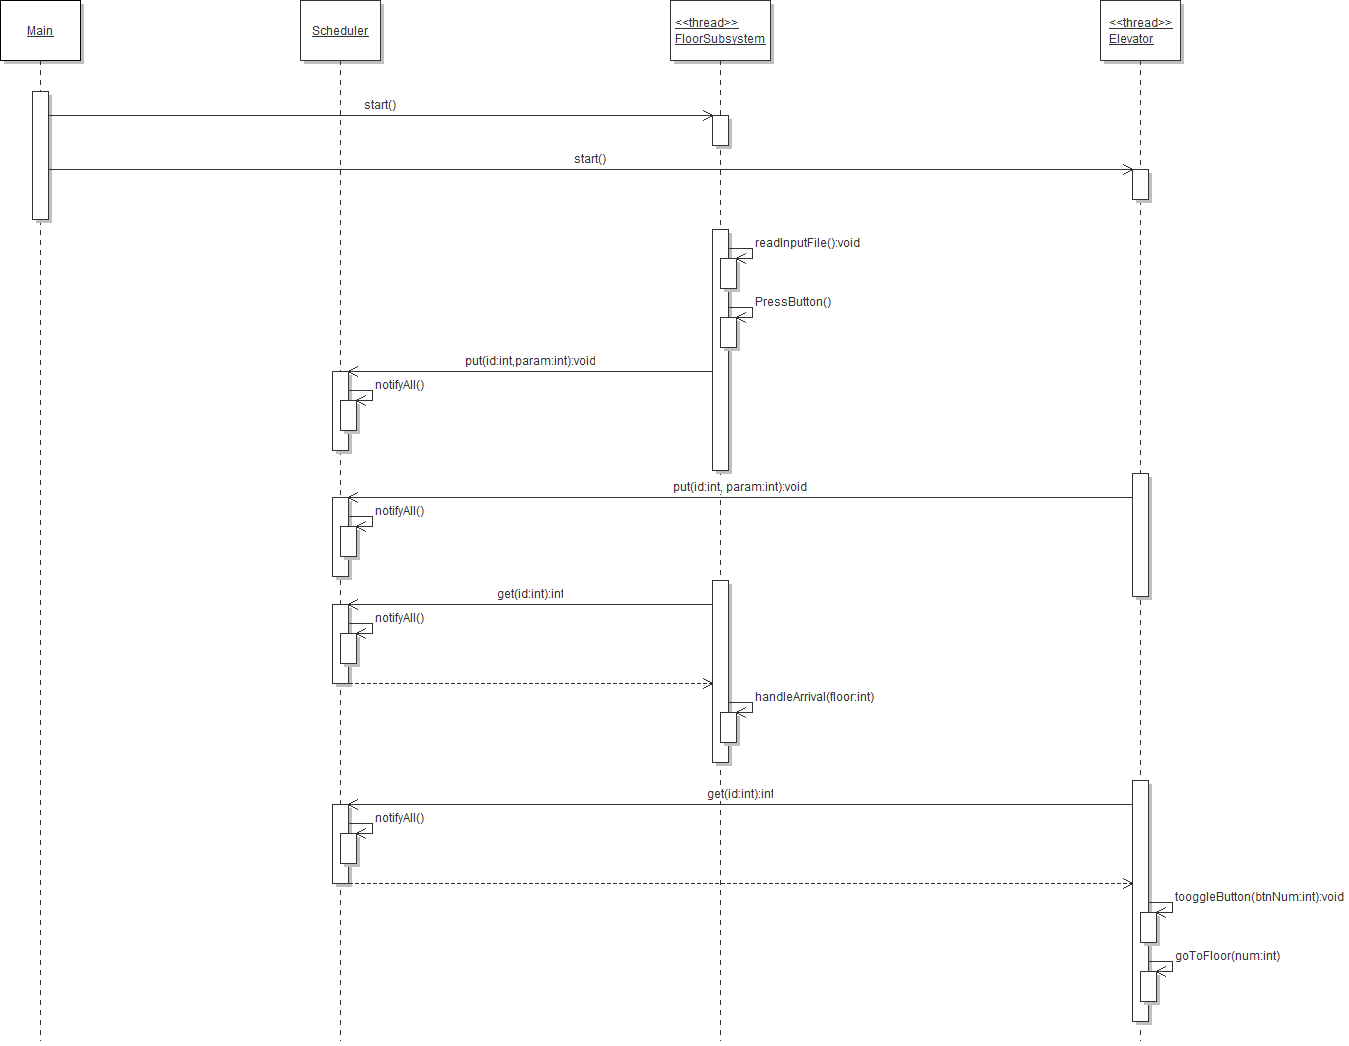 Main
Scheduler
<<thread>>
FloorSubsystem
<<thread>>
Elevator
start()
start()
readInputFile():void
PressButton()
put(id:int,param:int):void
notifyAll()
put(id:int, param:int):void
notifyAll()
get(id:int):int
notifyAll()
handleArrival(floor:int)
get(id:int):int
notifyAll()
tooggleButton(btnNum:int):void
goToFloor(num:int)